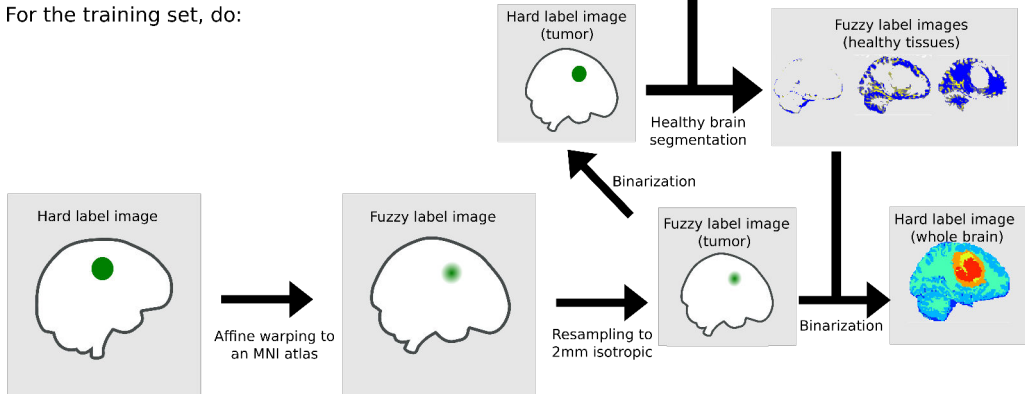 For the training set, do:
Hard label image
(tumor)
Fuzzy label images
(healthy tissues)
Healthy brain
segmentation
Binarization
Hard label image
Fuzzy label image
Fuzzy label image
(tumor)
Hard label image
(whole brain)
Affine warping to
an MNI atlas
Resampling to
2mm isotropic
Binarization